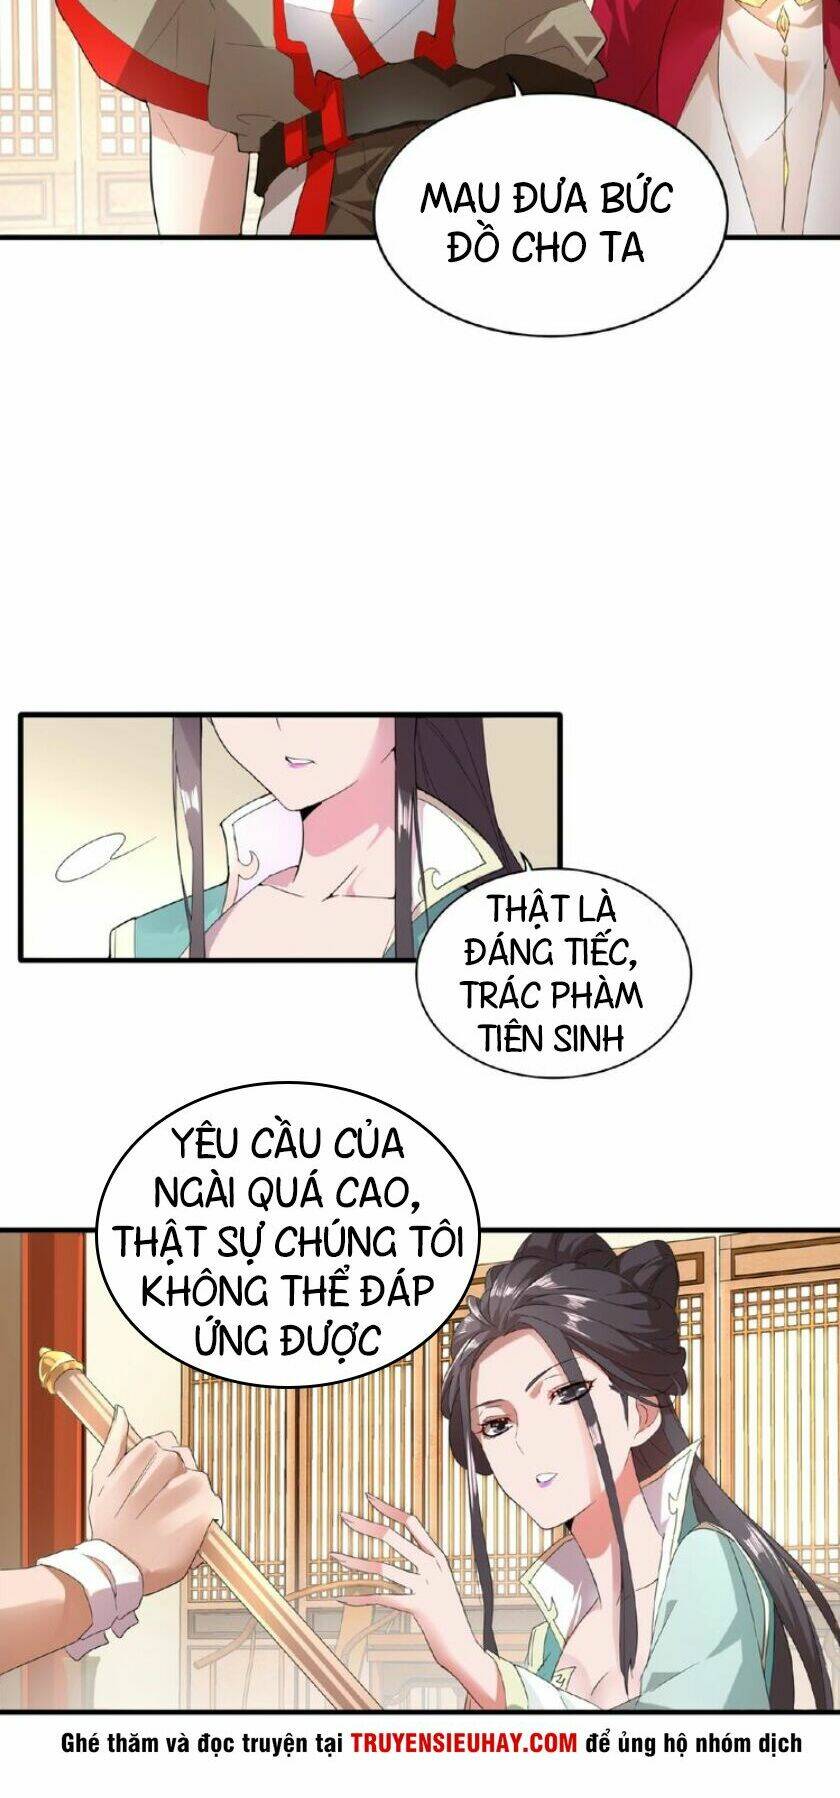 MAU ĐƯA BỨC
ĐỒ CHO TA
THẬT LÀ
ĐÁNG TIẾC,
TRÁC PHÀM
TIÊN SINH
YÊU CẦU CỦA
NGÀI QUÁ CAO,
THẬT SỰ CHÚNG TÔI
KHÔNG THỂ ĐÁP
ỨNG ĐƯỢC
Ghé thăm và đọc truyện tại TRUYENSIEUHAY.COM để ủng hộ nhóm dịch